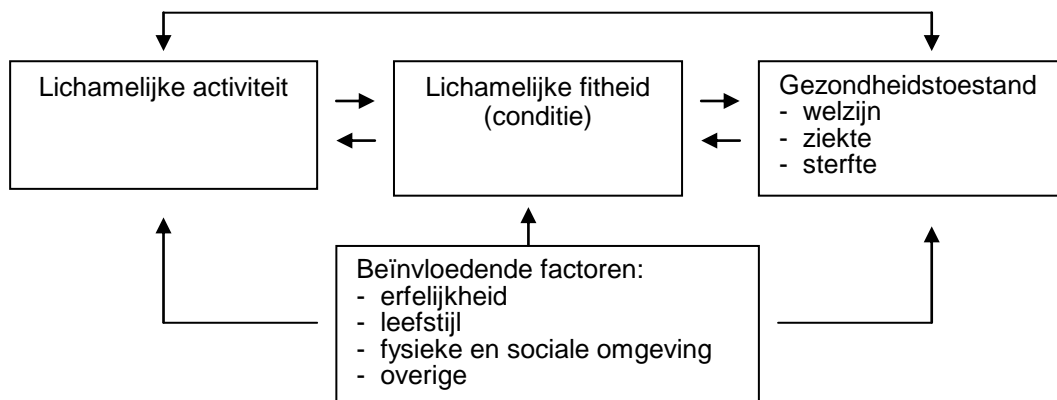 Lichamelijke activiteit
Lichamelijke fitheid
(conditie)
Gezondheidstoestand
- welzijn
- ziekte
- sterfte
Beïnvloedende factoren:
- erfelijkheid
- leefstijl
- fysieke en sociale omgeving
- overige